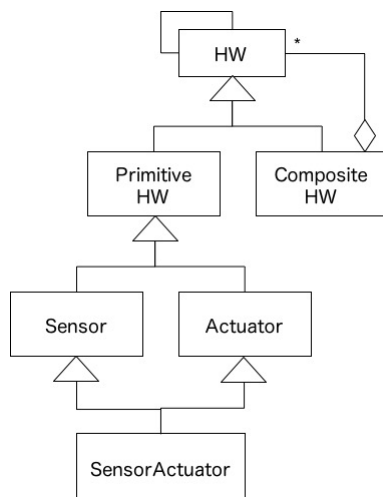 HW
*
Primitive
HW
Composite
HW
Sensor
Actuator
SensorActuator